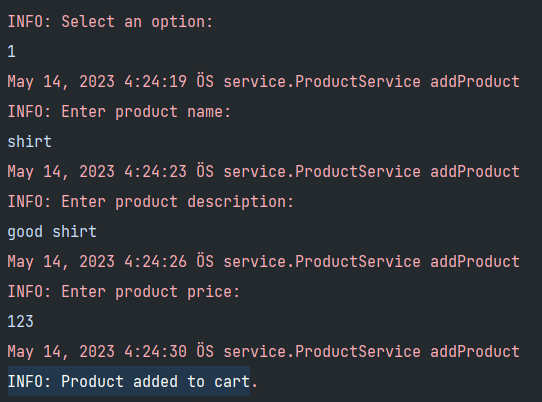 INFO: Select an option:
1
May 14, 2023 4:24:19 ÖS service.ProductService addProduct
INFO: Enter product name:
shirt
May 14, 2023 4:24:23 ÖS service.ProductService addProduct
INFO: Enter product description:
good shirt
May 14, 2023 4:24:26 ÖS service.ProductService addProduct
INFO: Enter product price:
123
May 14, 2023 4:24:30 ÖS service.ProductService addProduct
INFO: Product added to cart.